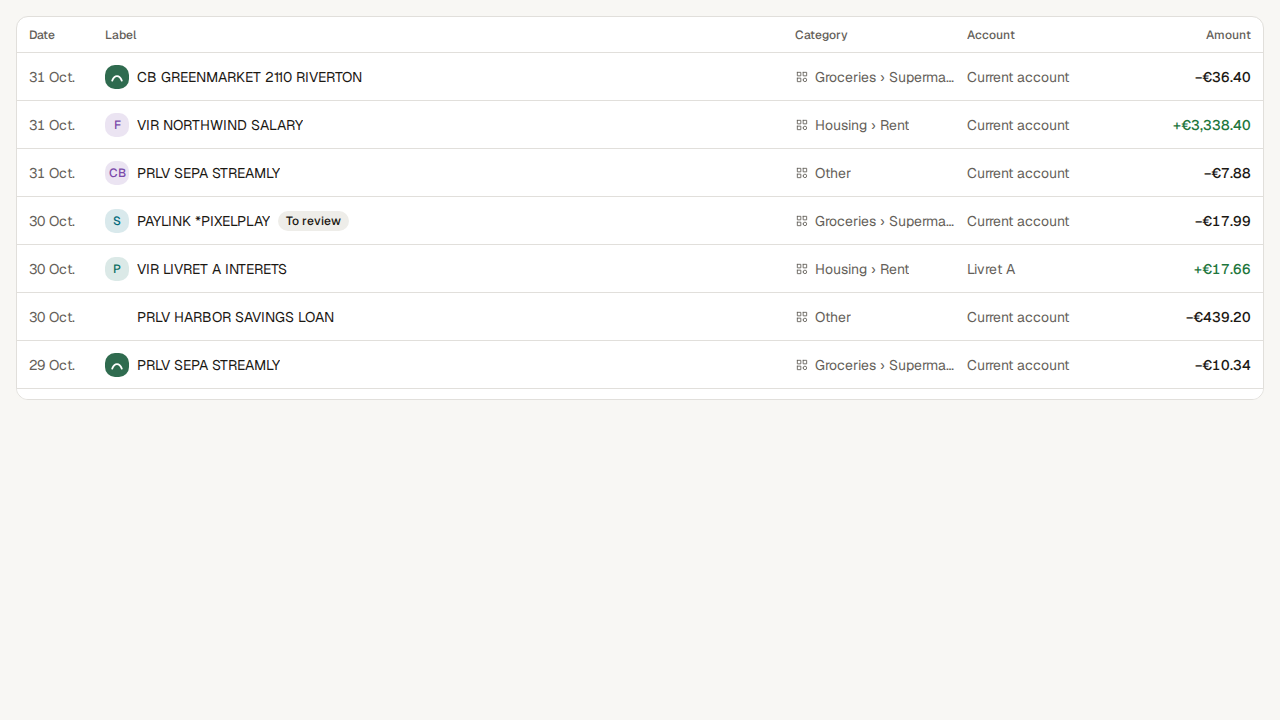 Date Label Category Account Amount
31 Oct. CB GREENMARKET 2110 RIVERTON Groceries › Superma… Current account −€36.40
31 Oct. F VIR NORTHWIND SALARY Housing › Rent Current account +€3,338.40
31 Oct. CB PRLV SEPA STREAMLY Other Current account −€7.88
30 Oct. S PAYLINK *PIXELPLAY To review Groceries › Superma… Current account −€17.99
30 Oct. P VIR LIVRET A INTERETS Housing › Rent Livret A +€17.66
30 Oct. PRLV HARBOR SAVINGS LOAN Other Current account −€439.20
29 Oct. PRLV SEPA STREAMLY Groceries › Superma… Current account −€10.34